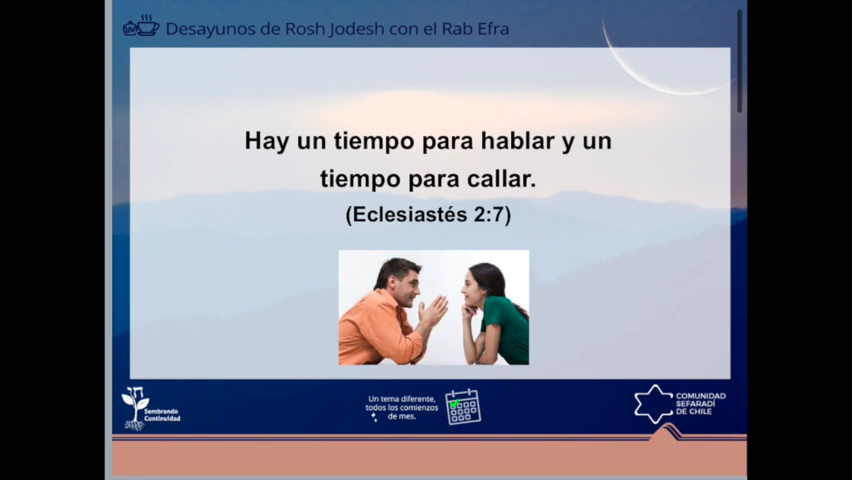 Desayunos de Rosh Jodesh con el Rab Efra
Hay un tiempo para hablar y un
tiempo para callar.
(Eclesiastés 2:7)
חי
Sembrando
Continuidad
Un tema diferente,
todos los comienzos
de mes.
COMUNIDAD
SEFARADÍ
DE CHILE